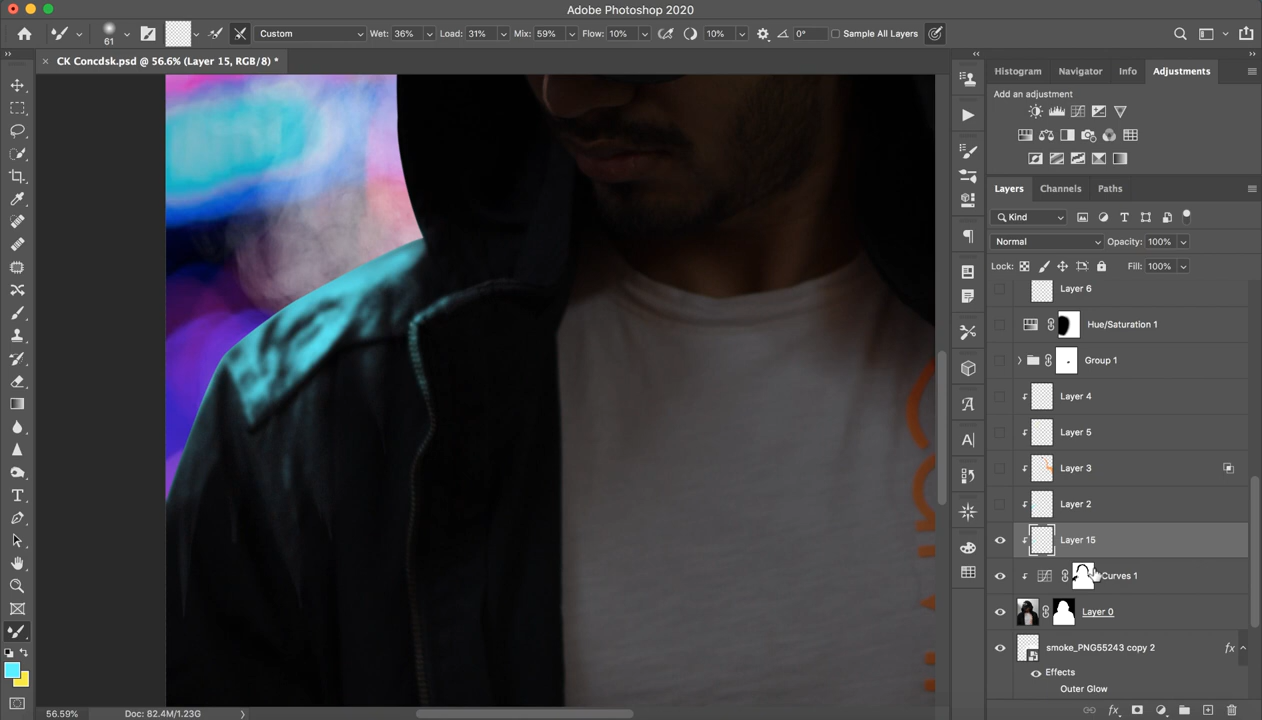 Adobe Photoshop 2020
61
Custom
Wet: 36%
Load: 31%
Mix: 59%
Flow: 10%
10%
0°
Sample All Layers
CK Concdsk.psd @ 56.6% (Layer 15, RGB/8) *
Histogram
Navigator
Info
Adjustments
Add an adjustment
Layers
Channels
Paths
Kind
Normal
Opacity: 100%
Lock:
Fill: 100%
Layer 6
Hue/Saturation 1
Group 1
Layer 4
Layer 5
Layer 3
Layer 2
Layer 15
Curves 1
Layer 0
smoke_PNG55243 copy 2
fx
Effects
Outer Glow
56.59%
Doc: 82.4M/1.23G
fx